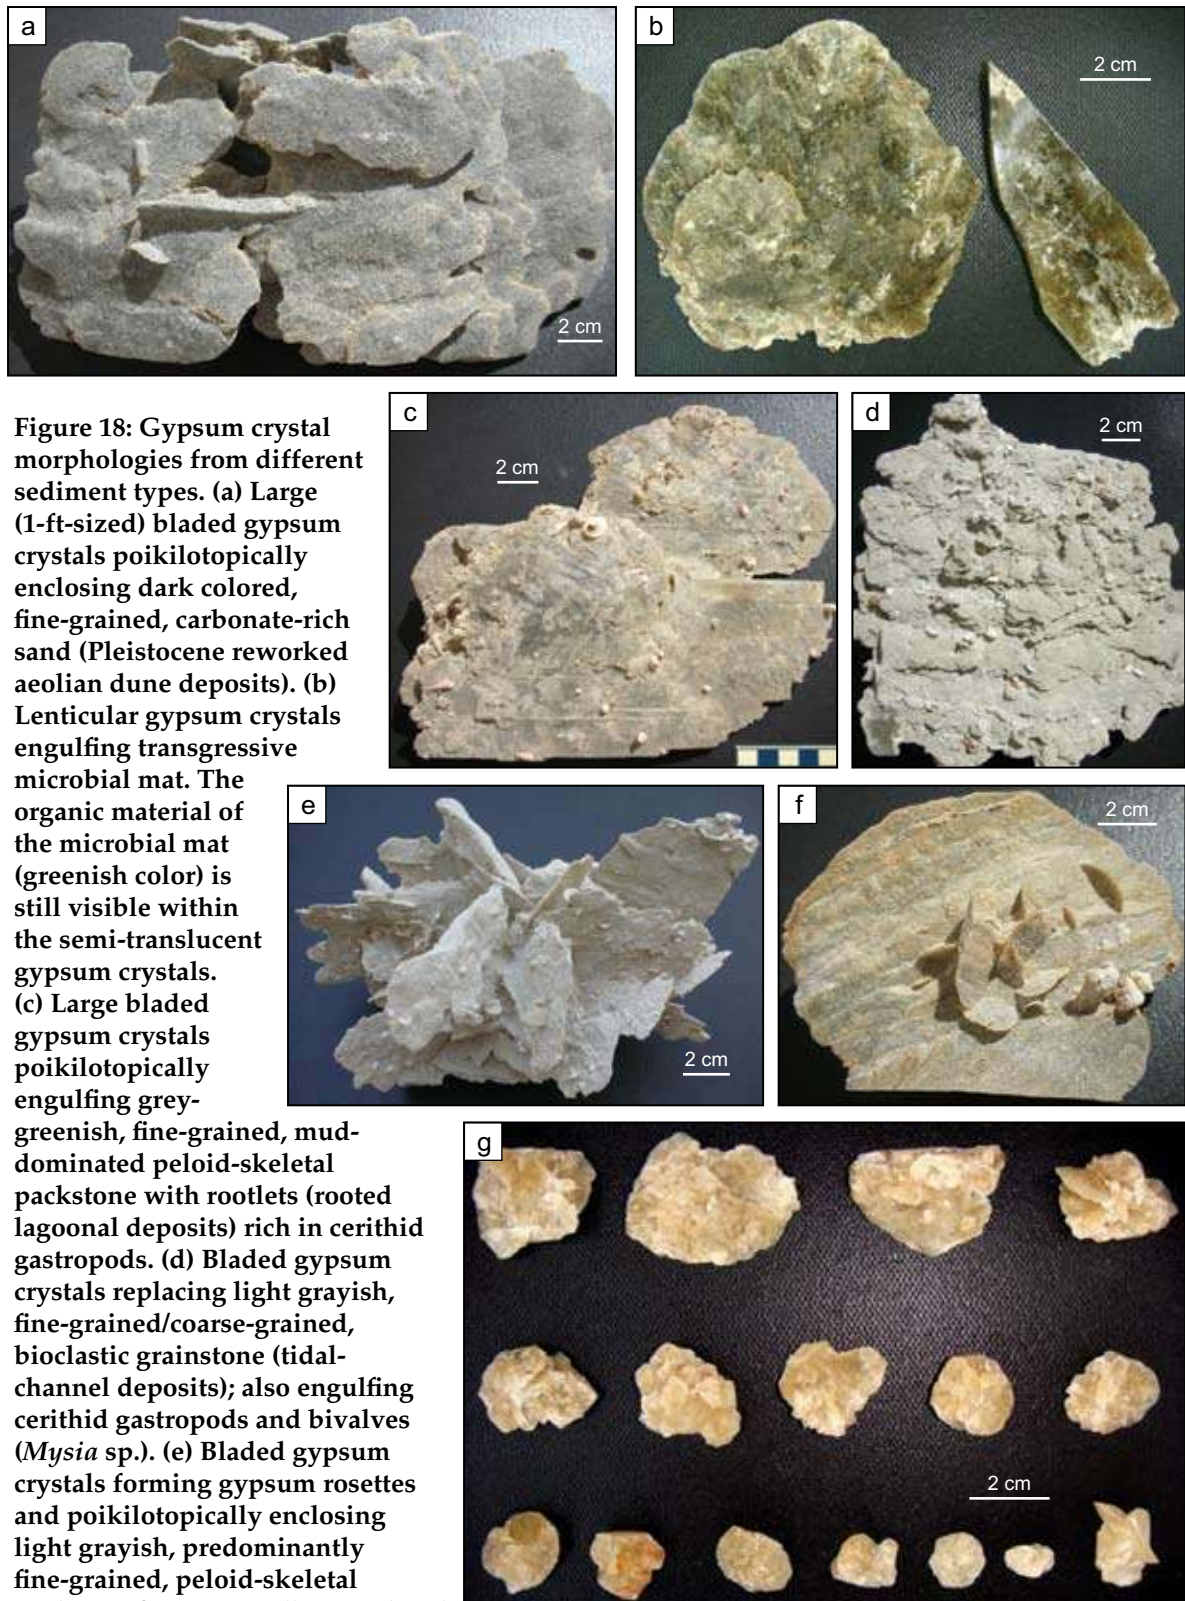 a
b
2 cm
2 cm
c
2 cm
d
2 cm
Figure 18: Gypsum crystal
morphologies from different
sediment types. (a) Large
(1-ft-sized) bladed gypsum
crystals poikilotopically
enclosing dark colored,
fine-grained, carbonate-rich
sand (Pleistocene reworked
aeolian dune deposits). (b)
Lenticular gypsum crystals
engulfing transgressive
microbial mat. The
organic material of
the microbial mat
(greenish color) is
still visible within
the semi-translucent
gypsum crystals.
(c) Large bladed
gypsum crystals
poikilotopically
engulfing grey-
greenish, fine-grained, mud-
dominated peloid-skeletal
packstone with rootlets (rooted
lagoonal deposits) rich in cerithid
gastropods. (d) Bladed gypsum
crystals replacing light grayish,
fine-grained/coarse-grained,
bioclastic grainstone (tidal-
channel deposits); also engulfing
cerithid gastropods and bivalves
(Mysia sp.). (e) Bladed gypsum
crystals forming gypsum rosettes
and poikilotopically enclosing
light grayish, predominantly
fine-grained, peloid-skeletal
e
2 cm
f
2 cm
g
2 cm